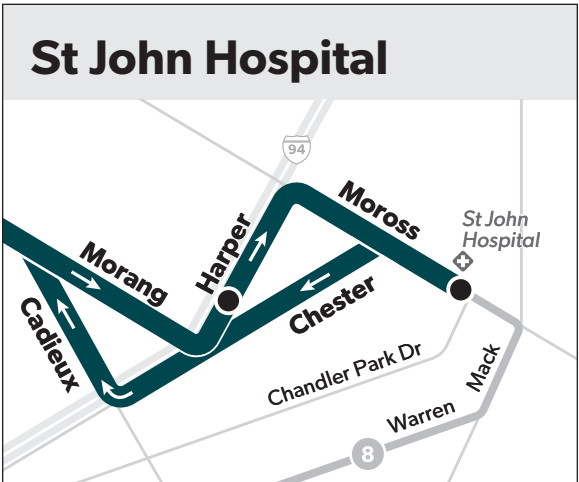 St John Hospital
94
Moross
St John
Hospital
Harper
Morang
Chester
Cadieux
Chandler Park Dr
Mack
Warren
8